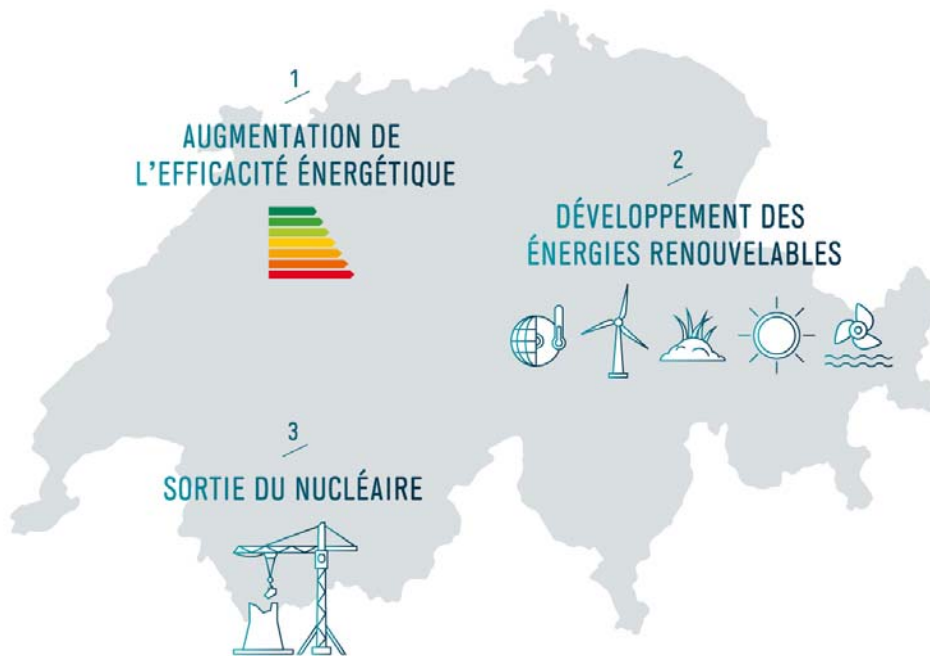 1
AUGMENTATION DE
L'EFFICACITÉ ÉNERGÉTIQUE
2
DÉVELOPPEMENT DES
ÉNERGIES RENOUVELABLES
3
SORTIE DU NUCLÉAIRE